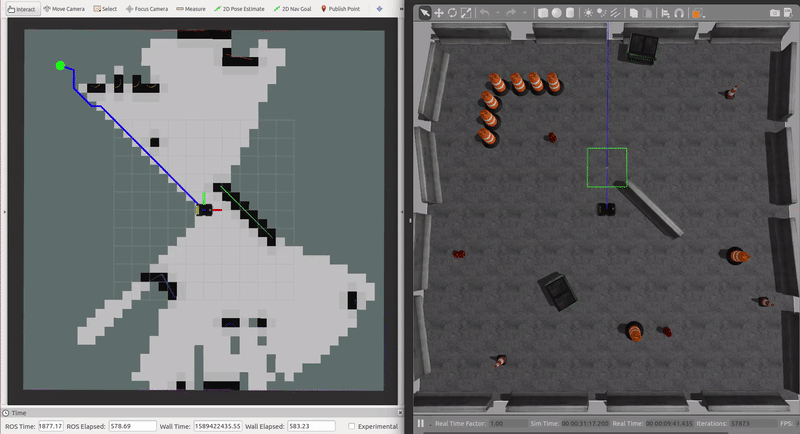 Interact Move Camera Select Focus Camera Measure 2D Pose Estimate 2D Nav Goal Publish Point
Time
ROS Time: 1877.17 ROS Elapsed: 578.69 Wall Time: 1589422435.55 Wall Elapsed: 583.23 Experimental
Real Time Factor: 1.00 Sim Time: 00:00:31:17.200 Real Time: 00:00:09:41.435 Iterations: 57873 FPS: